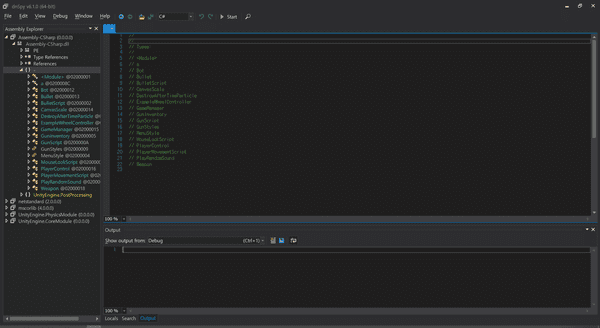 dnSpy v6.1.0 (64-bit)
File Edit View Debug Window Help C# Start
Assembly Explorer
Assembly-CSharp (0.0.0.0)
Assembly-CSharp.dll
PE
Type References
References
{ } -
<Module> @02000001
Bot @02000012
Bullet @02000013
BulletScript @02000002
CanvasScale @02000014
DestroyAfterTimeParticle @
ExampleWheelController @
GameManager @02000015
GunInventory @02000005
GunScript @0200000A
GunStyles @02000009
MenuStyle @02000004
MouseLookScript @0200000
PlayerControl @02000016
PlayerMovementScript @0
PlayRandomSound @02000
Weapon @02000018
{ } UnityEngine.PostProcessing
netstandard (2.0.0.0)
mscorlib (4.0.0.0)
UnityEngine.PhysicsModule (0.0.0.0)
UnityEngine.CoreModule (0.0.0.0)
1 //
2 //
3 // Types:
4 //
5 // <Module>
6 // a
7 // Bot
8 // Bullet
9 // BulletScript
10 // CanvasScale
11 // DestroyAfterTimeParticle
12 // ExampleWheelController
13 // GameManager
14 // GunInventory
15 // GunScript
16 // GunStyles
17 // MenuStyle
18 // MouseLookScript
19 // PlayerControl
20 // PlayerMovementScript
21 // PlayRandomSound
22 // Weapon
23
100 %
Output
Show output from: Debug (Ctrl+1)
1
100 %
Locals Search Output